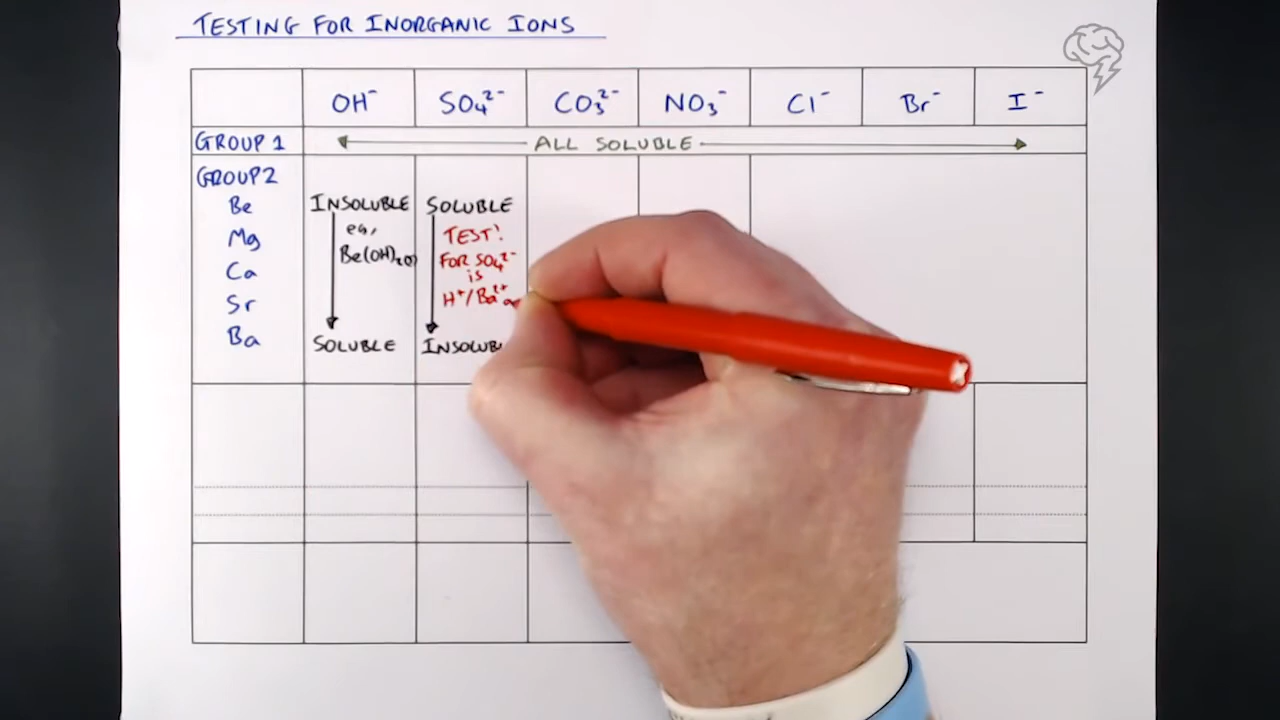 TESTING FOR INORGANIC IONS
OH⁻ SO₄²⁻ CO₃²⁻ NO₃⁻ Cl⁻ Br⁻ I⁻
GROUP 1 ALL SOLUBLE
GROUP 2
Be INSOLUBLE SOLUBLE
Mg eg, TEST!
Ca Be(OH)₂ FOR SO₄²⁻
is
Sr H⁺/Ba²⁺
Ba SOLUBLE INSOLUB